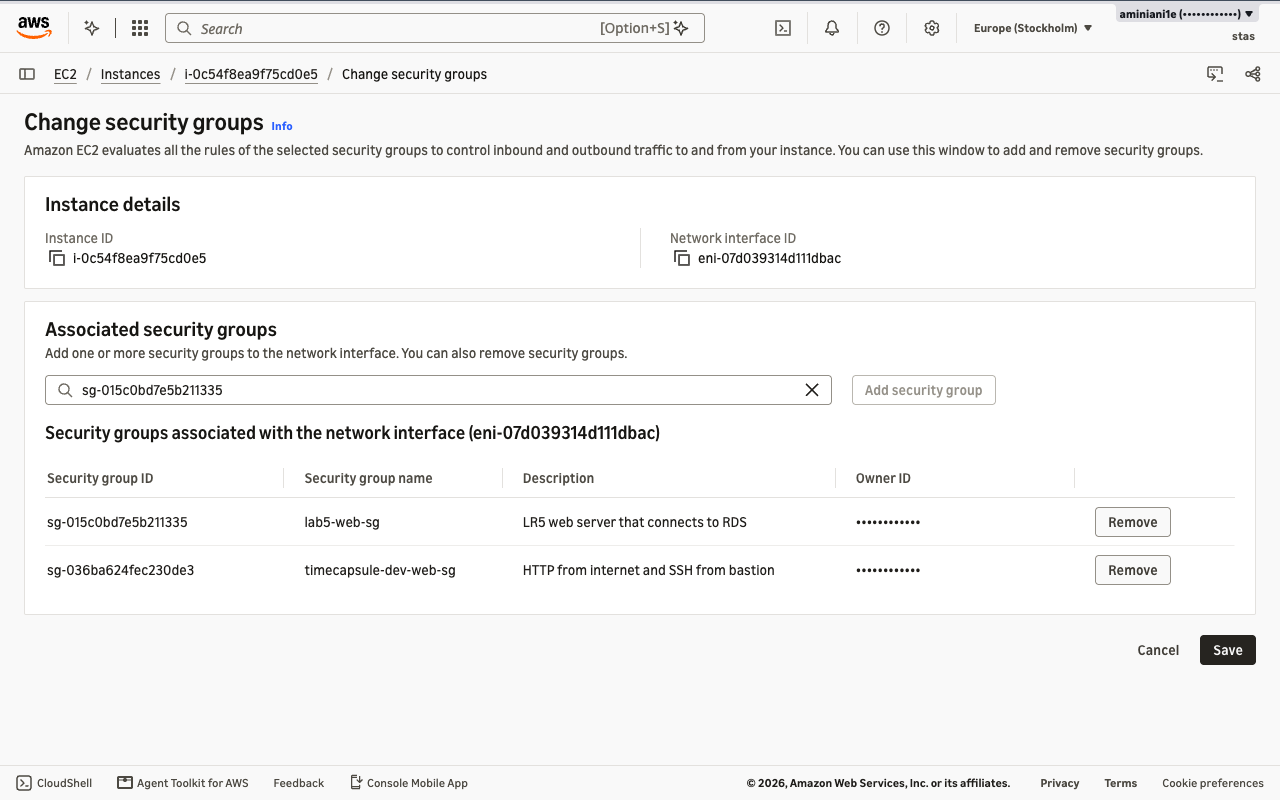 aws
Search
[Option+S]
Europe (Stockholm)
aminiani1e (••••••••••••)
stas
EC2 / Instances / i-0c54f8ea9f75cd0e5 / Change security groups
Change security groups Info
Amazon EC2 evaluates all the rules of the selected security groups to control inbound and outbound traffic to and from your instance. You can use this window to add and remove security groups.
Instance details
Instance ID
i-0c54f8ea9f75cd0e5
Network interface ID
eni-07d039314d111dbac
Associated security groups
Add one or more security groups to the network interface. You can also remove security groups.
sg-015c0bd7e5b211335
Add security group
Security groups associated with the network interface (eni-07d039314d111dbac)
Security group ID Security group name Description Owner ID
sg-015c0bd7e5b211335 lab5-web-sg LR5 web server that connects to RDS •••••••••••• Remove
sg-036ba624fec230de3 timecapsule-dev-web-sg HTTP from internet and SSH from bastion •••••••••••• Remove
Cancel Save
CloudShell Agent Toolkit for AWS Feedback Console Mobile App © 2026, Amazon Web Services, Inc. or its affiliates. Privacy Terms Cookie preferences